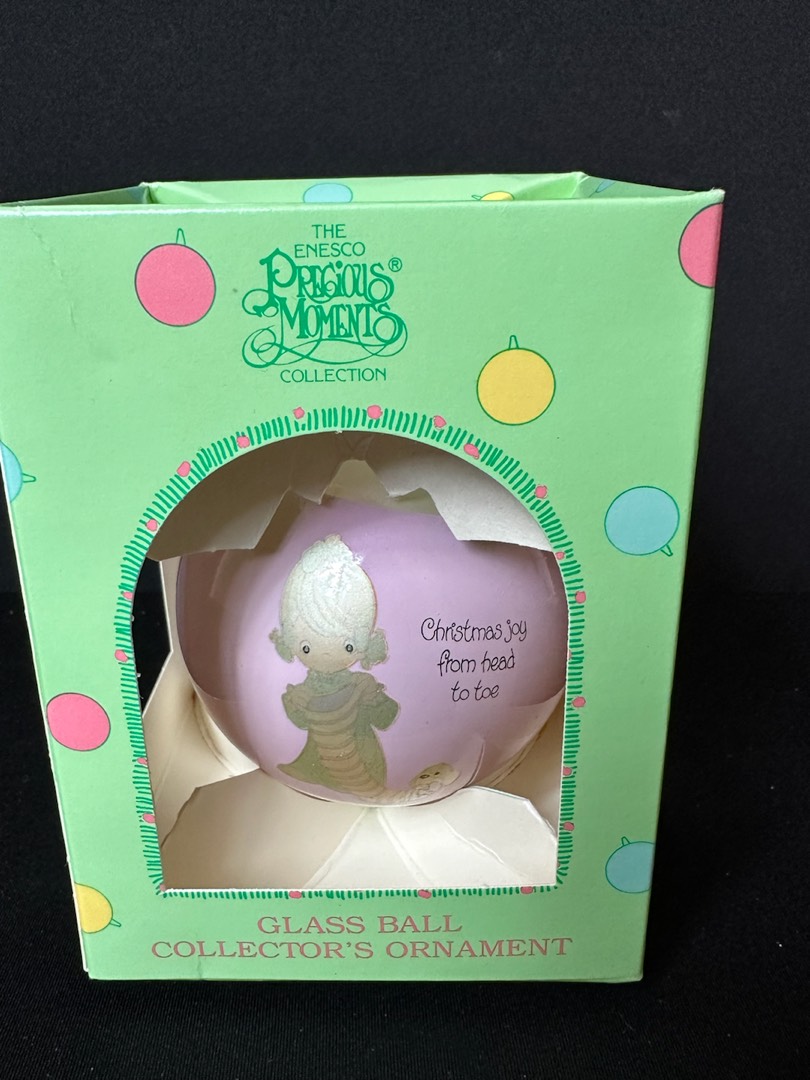 THE
ENESCO
PRECIOUS®
MOMENTS
COLLECTION
Christmas joy
from head
to toe
GLASS BALL
COLLECTOR'S ORNAMENT